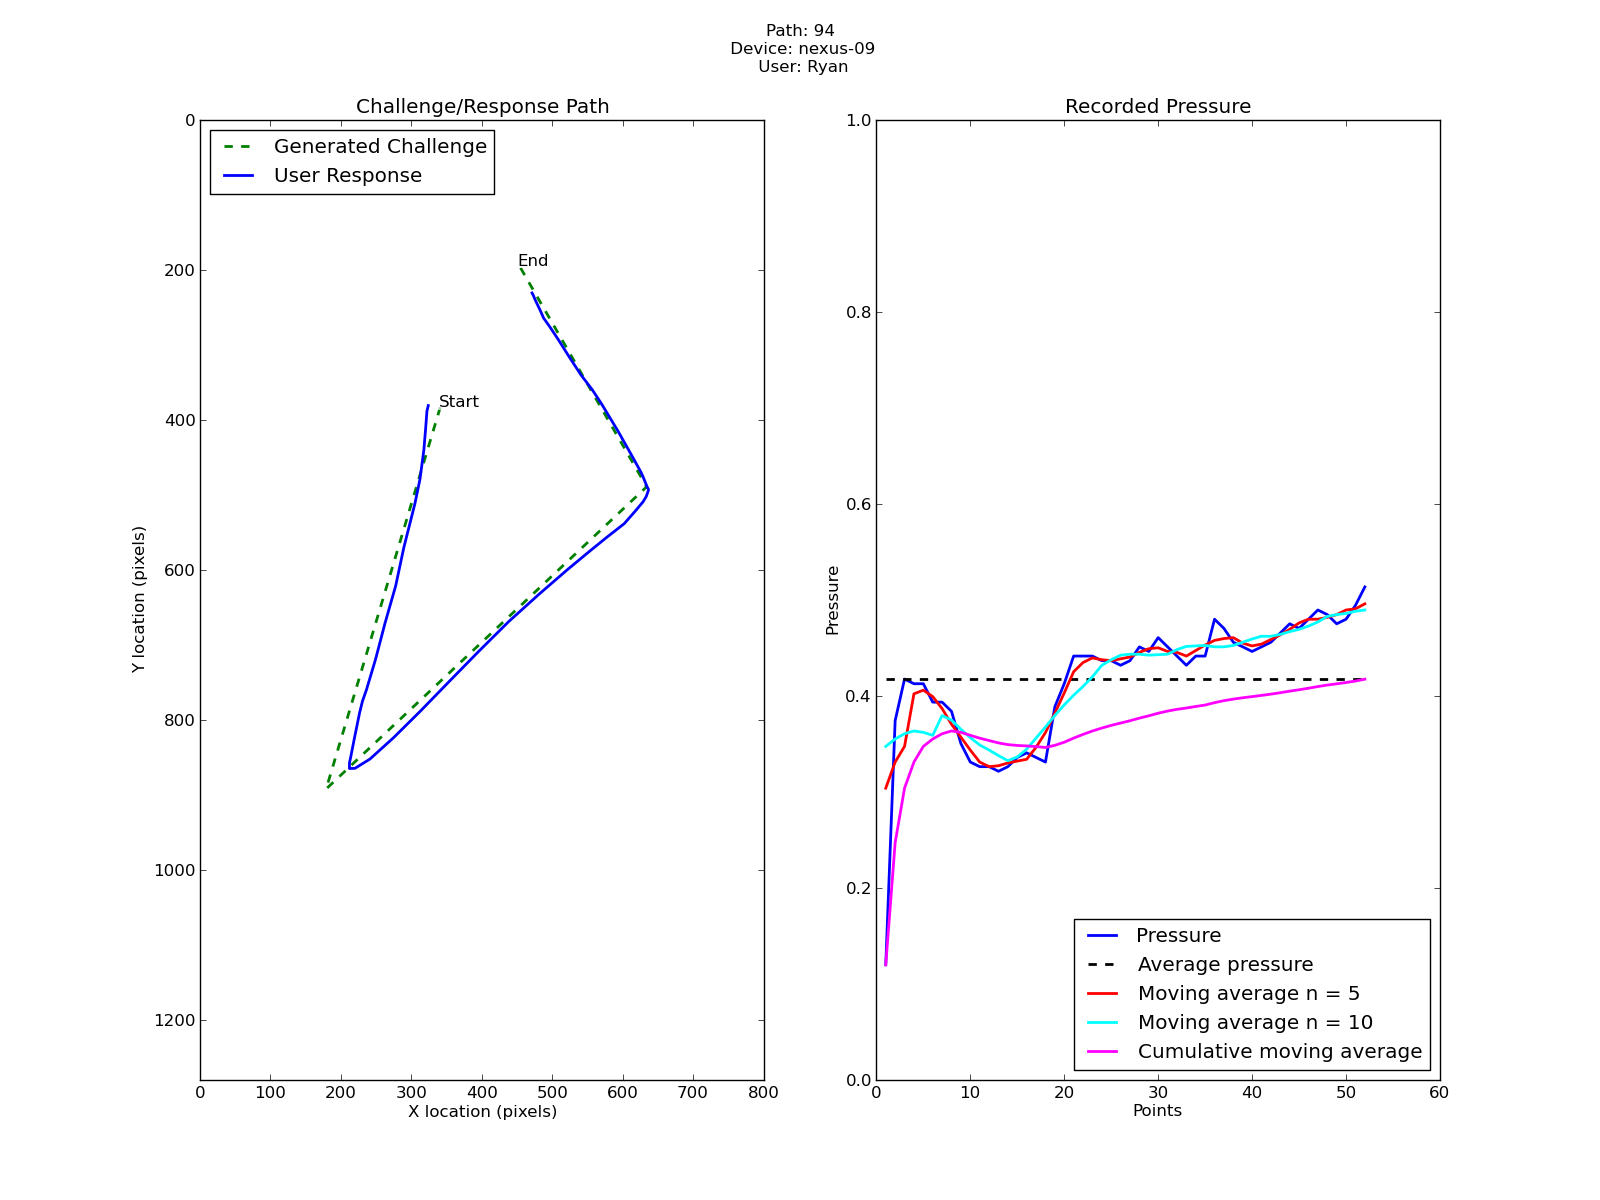 Path: 94
Device: nexus-09
User: Ryan
Challenge/Response Path
Generated Challenge
User Response
End
Start
0
200
400
600
800
1000
1200
Y location (pixels)
0 100 200 300 400 500 600 700 800
X location (pixels)
Recorded Pressure
1.0
0.8
0.6
0.4
0.2
0.0
Pressure
Pressure
Average pressure
Moving average n = 5
Moving average n = 10
Cumulative moving average
0 10 20 30 40 50 60
Points